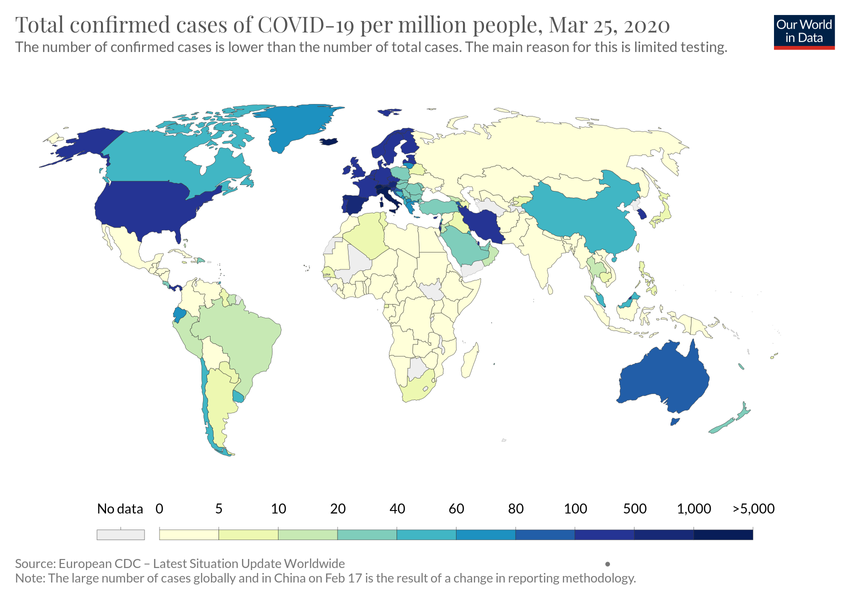 Total confirmed cases of COVID-19 per million people, Mar 25, 2020
The number of confirmed cases is lower than the number of total cases. The main reason for this is limited testing.
Our World
in Data
No data 0 5 10 20 40 60 80 100 500 1,000 >5,000
Source: European CDC – Latest Situation Update Worldwide
Note: The large number of cases globally and in China on Feb 17 is the result of a change in reporting methodology.